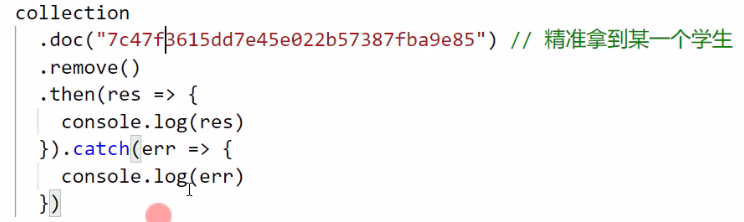 collection
.doc("7c47f3615dd7e45e022b57387fba9e85") // 精准拿到某一个学生
.remove()
.then(res => {
console.log(res)
}).catch(err => {
console.log(err)
})